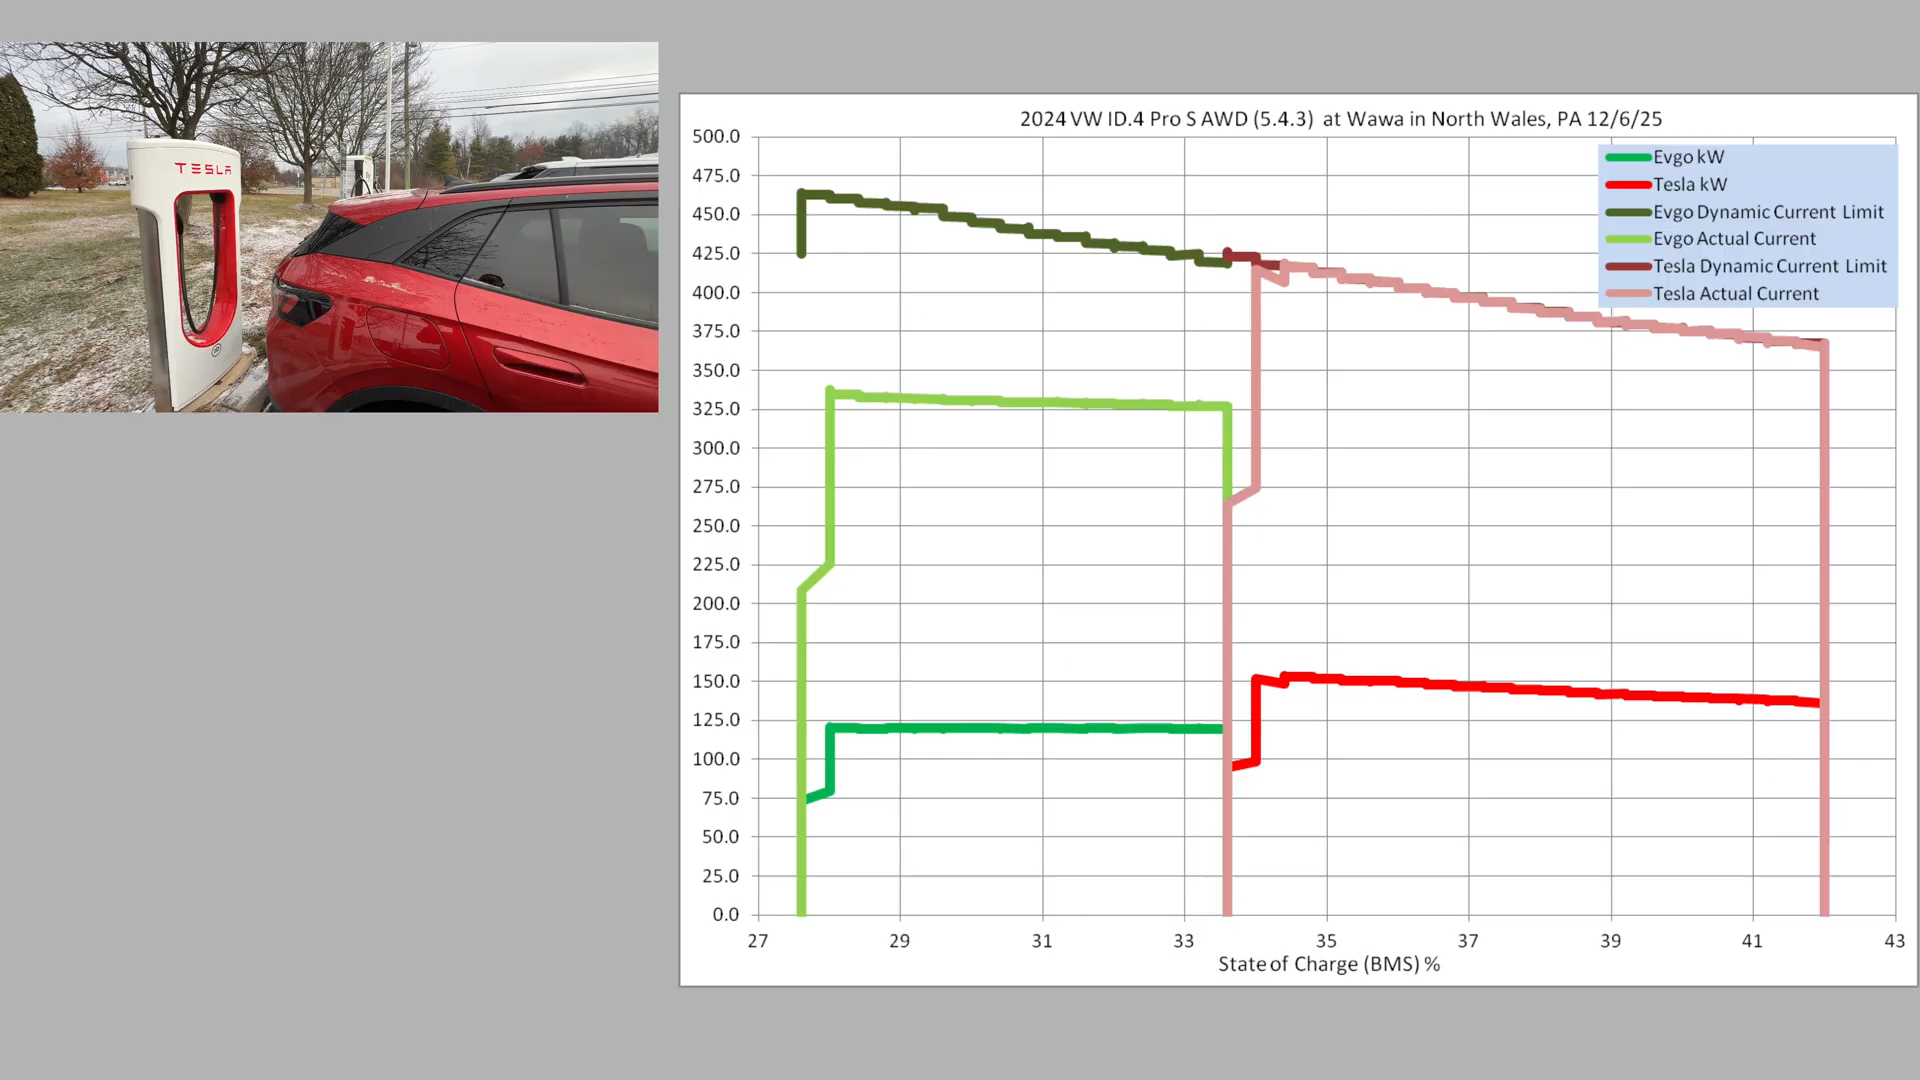 TESLA
2024 VW ID.4 Pro S AWD (5.4.3) at Wawa in North Wales, PA 12/6/25
500.0
475.0
450.0
425.0
400.0
375.0
350.0
325.0
300.0
275.0
250.0
225.0
200.0
175.0
150.0
125.0
100.0
75.0
50.0
25.0
0.0
Evgo kW
Tesla kW
Evgo Dynamic Current Limit
Evgo Actual Current
Tesla Dynamic Current Limit
Tesla Actual Current
27 29 31 33 35 37 39 41 43
State of Charge (BMS) %